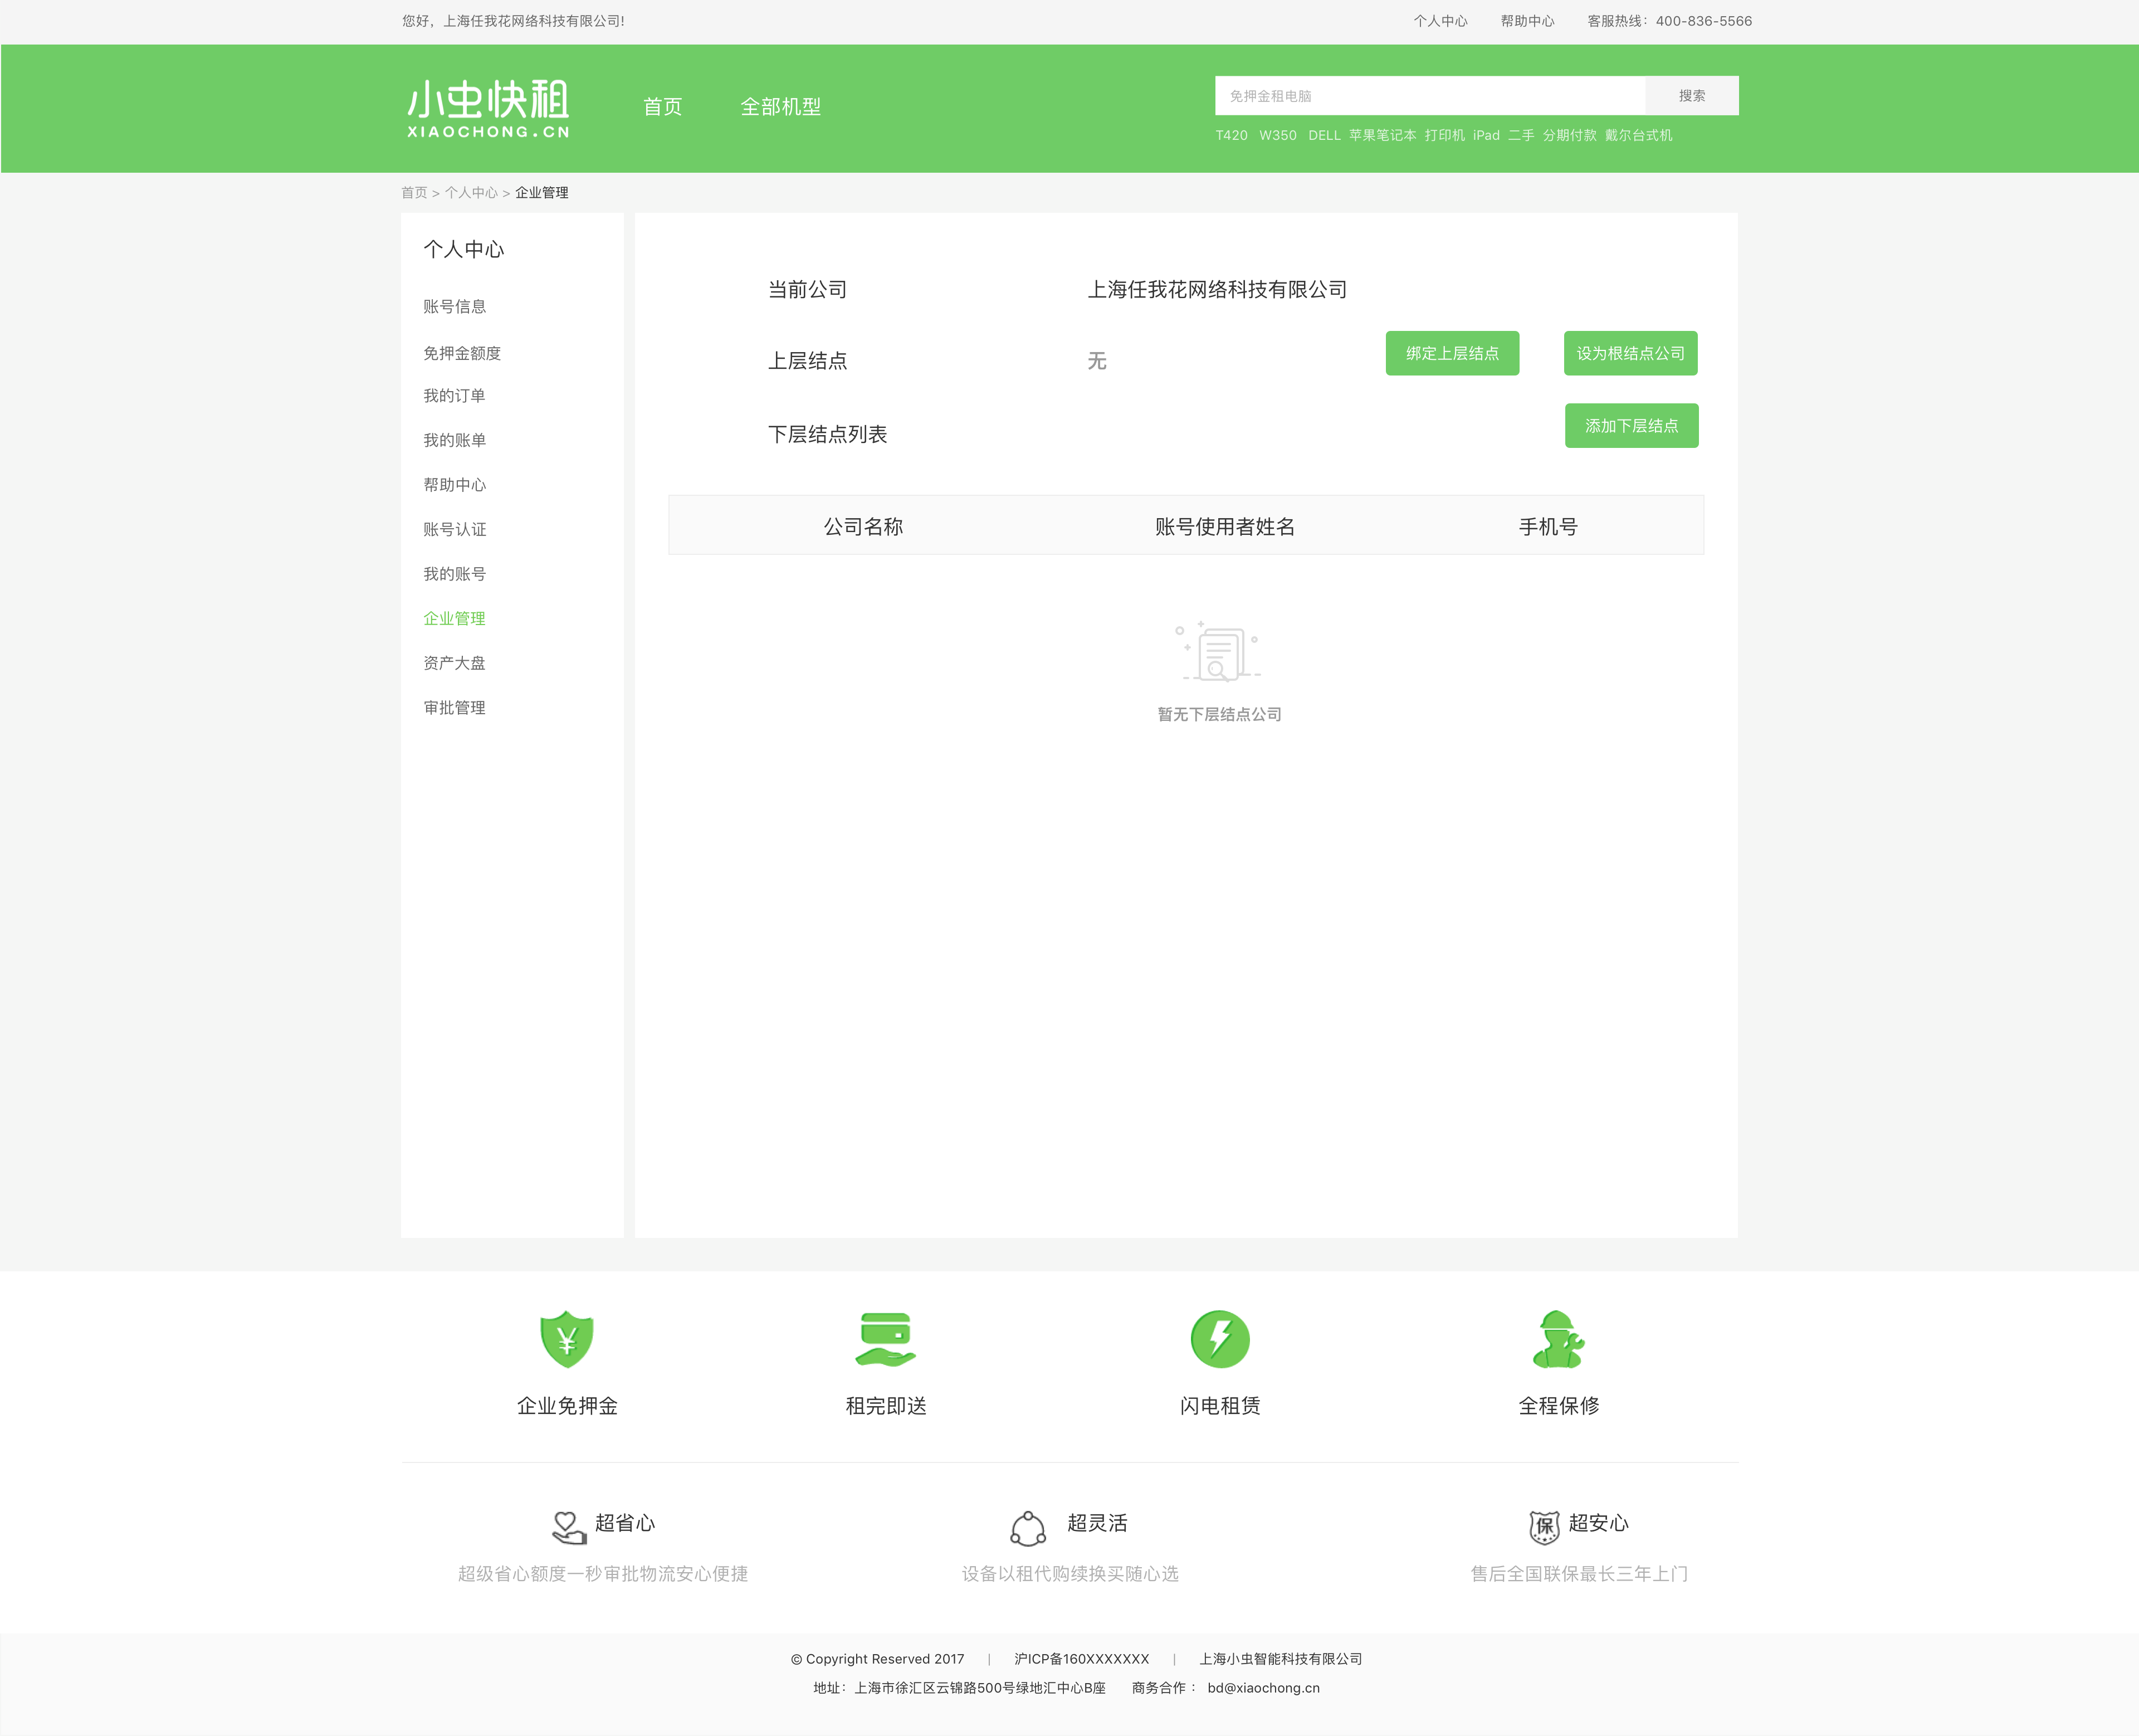 您好，上海任我花网络科技有限公司!
个人中心 帮助中心 客服热线：400-836-5566
小虫快租
XIAOCHONG.CN
首页 全部机型
免押金租电脑 搜索
T420 W350 DELL 苹果笔记本 打印机 iPad 二手 分期付款 戴尔台式机
首页 > 个人中心 > 企业管理
个人中心
账号信息
免押金额度
我的订单
我的账单
帮助中心
账号认证
我的账号
企业管理
资产大盘
审批管理
当前公司 上海任我花网络科技有限公司
上层结点 无 绑定上层结点 设为根结点公司
下层结点列表 添加下层结点
公司名称 账号使用者姓名 手机号
暂无下层结点公司
¥
企业免押金 租完即送 闪电租赁 全程保修
超省心 超灵活 保 超安心
超级省心额度一秒审批物流安心便捷 设备以租代购续换买随心选 售后全国联保最长三年上门
© Copyright Reserved 2017 | 沪ICP备160XXXXXXX | 上海小虫智能科技有限公司
地址：上海市徐汇区云锦路500号绿地汇中心B座 商务合作： bd@xiaochong.cn